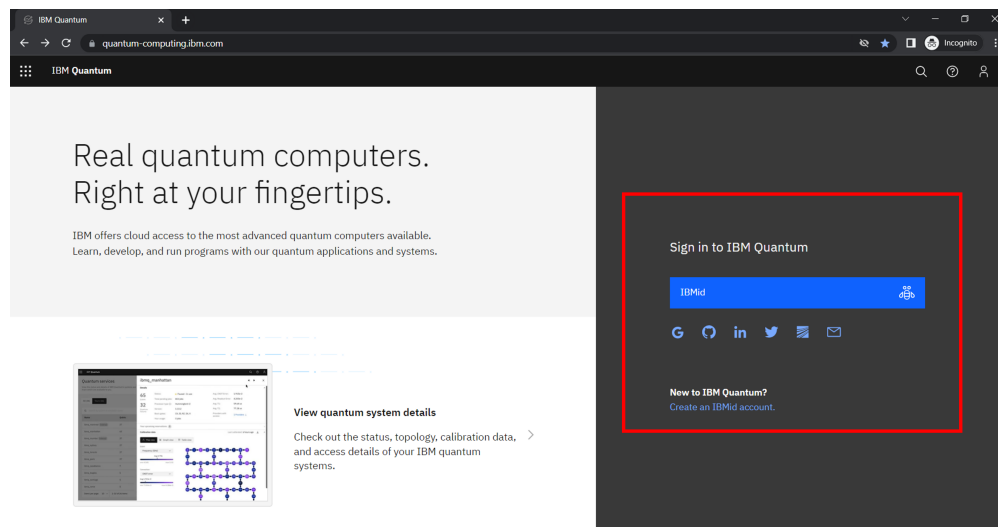 IBM Quantum
quantum-computing.ibm.com
Incognito
IBM Quantum
Real quantum computers.
Right at your fingertips.
IBM offers cloud access to the most advanced quantum computers available.
Learn, develop, and run programs with our quantum applications and systems.
Sign in to IBM Quantum
IBMid
New to IBM Quantum?
Create an IBMid account.
ibmq_manhattan
View quantum system details
Check out the status, topology, calibration data,
and access details of your IBM quantum
systems.